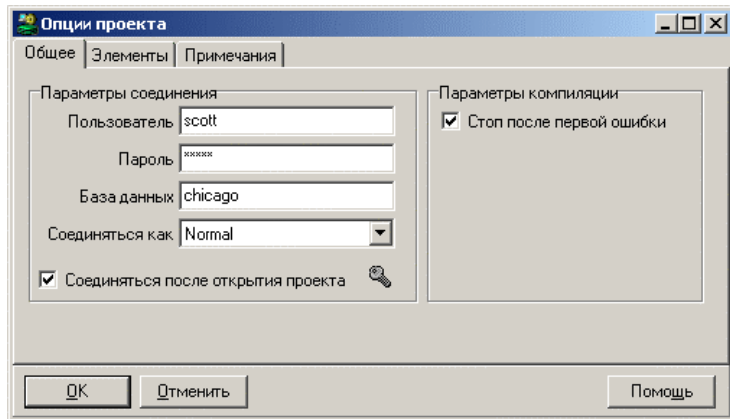 Опции проекта
Общее Элементы Примечания
Параметры соединения
Пользователь scott
Пароль *****
База данных chicago
Соединяться как Normal
Соединяться после открытия проекта
Параметры компиляции
Стоп после первой ошибки
OK Отменить Помощь